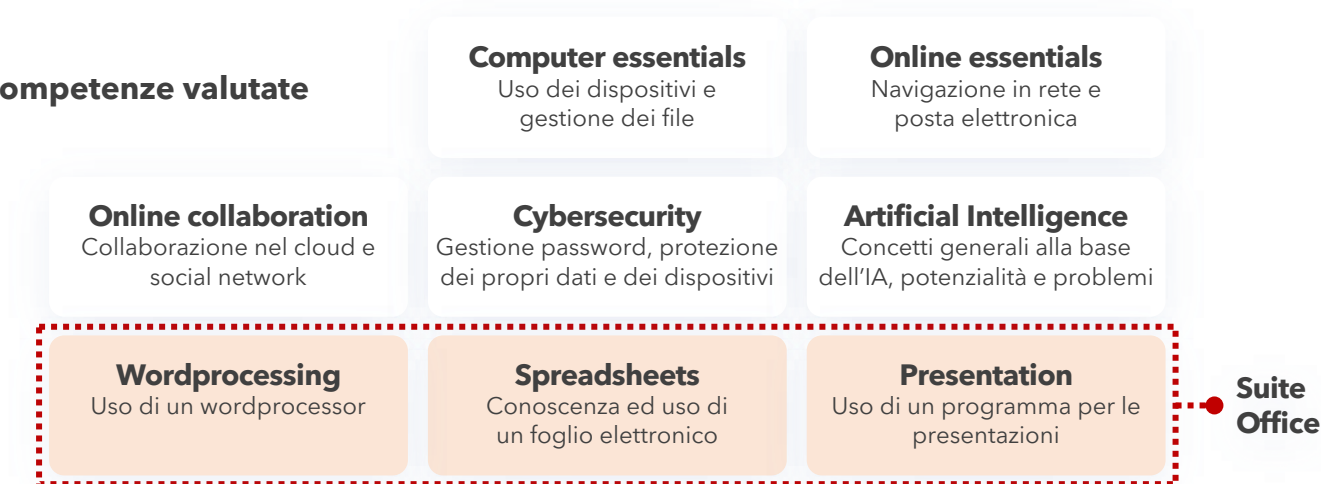 ompetenze valutate
Computer essentials
Uso dei dispositivi e
gestione dei file
Online essentials
Navigazione in rete e
posta elettronica
Online collaboration
Collaborazione nel cloud e
social network
Cybersecurity
Gestione password, protezione
dei propri dati e dei dispositivi
Artificial Intelligence
Concetti generali alla base
dell'IA, potenzialità e problemi
Wordprocessing
Uso di un wordprocessor
Spreadsheets
Conoscenza ed uso di
un foglio elettronico
Presentation
Uso di un programma per le
presentazioni
Suite
Office